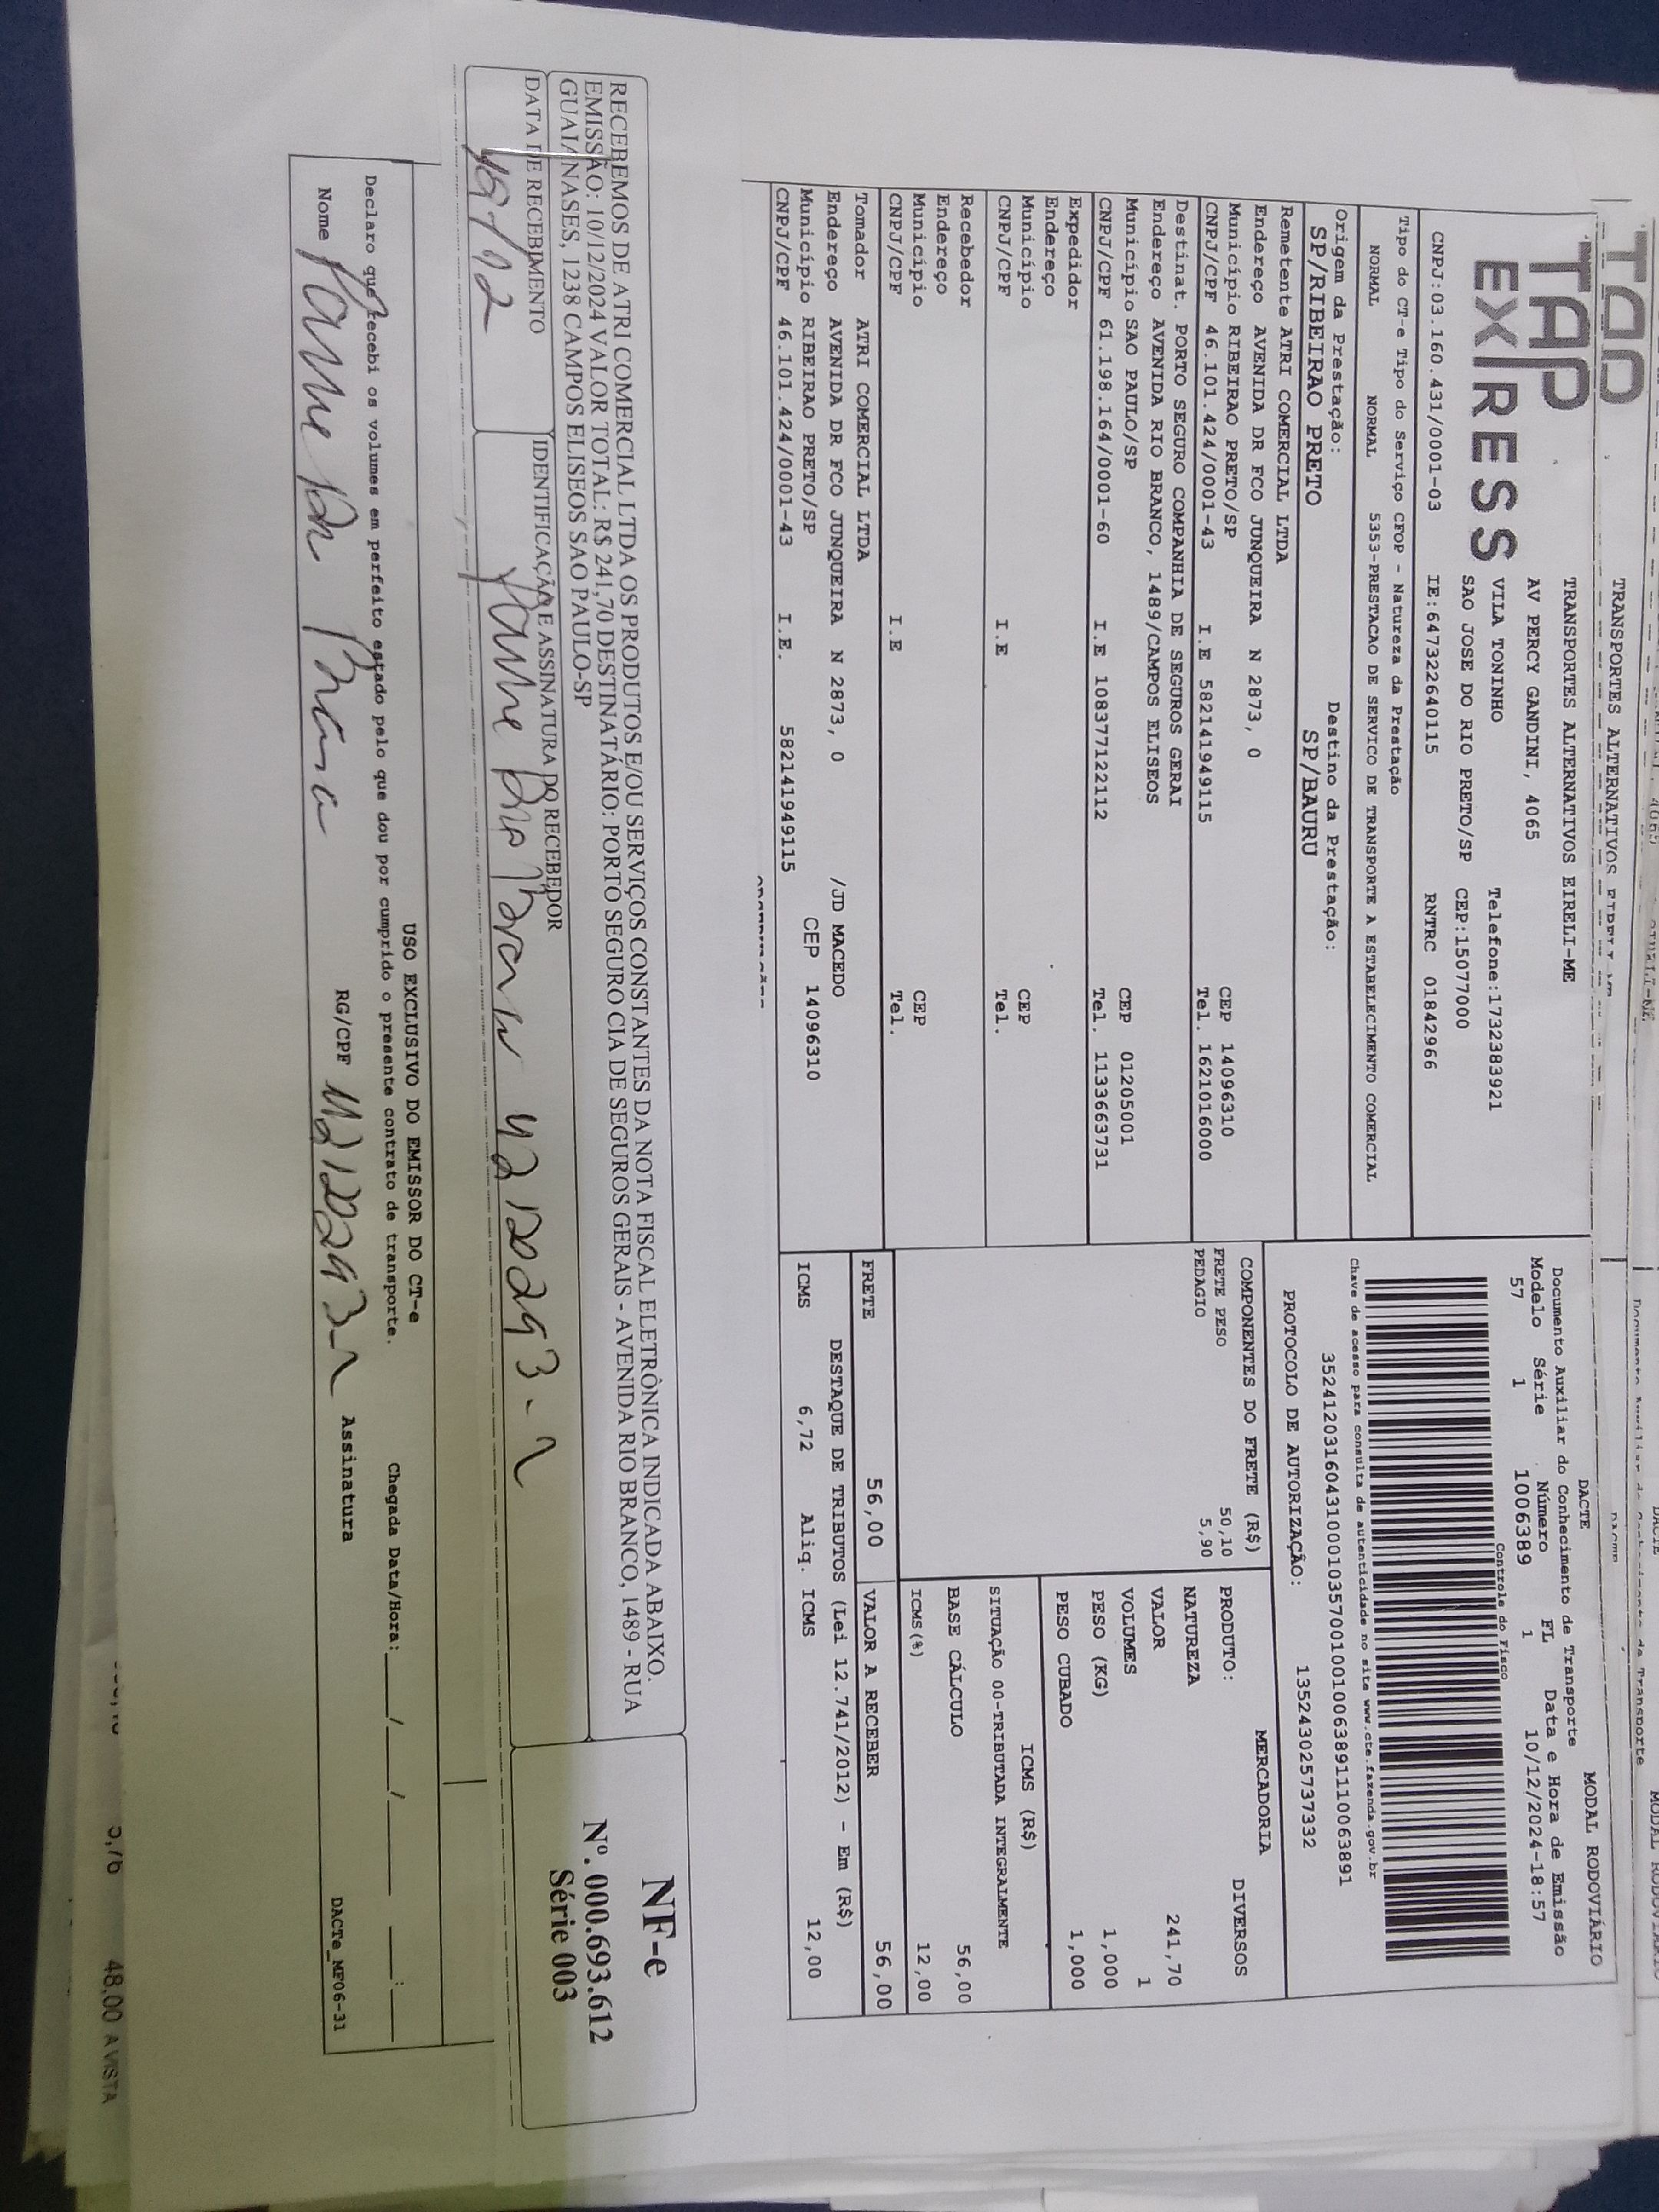 TAP
EXPRESS
TRANSPORTES ALTERNATIVOS EIRELI-ME
AV PERCY GANDINI, 4065
VILA TONINHO Telefone:1732383921
SAO JOSE DO RIO PRETO/SP CEP:15077000
CNPJ:03.160.431/0001-03 IE:647322640115 RNTRC 01842966
DACTE MODAL RODOVIÁRIO
Documento Auxiliar do Conhecimento de Transporte
Modelo Série Número FL Data e Hora de Emissão
57 1 1006389 1 10/12/2024-18:57
Controle do Fisco
Chave de acesso para consulta de autenticidade no site www.cte.fazenda.gov.br
35241203160431000103570010010063891110063891
PROTOCOLO DE AUTORIZAÇÃO: 135243025737332
Tipo do CT-e Tipo do Serviço CFOP - Natureza da Prestação
NORMAL NORMAL 5353-PRESTACAO DE SERVICO DE TRANSPORTE A ESTABELECIMENTO COMERCIAL
Origem da Prestação: Destino da Prestação:
SP/RIBEIRAO PRETO SP/BAURU
Remetente ATRI COMERCIAL LTDA
Endereço AVENIDA DR FCO JUNQUEIRA N 2873, 0
Município RIBEIRAO PRETO/SP CEP 14096310
CNPJ/CPF 46.101.424/0001-43 I.E 582141949115 Tel. 1621016000
Destinat. PORTO SEGURO COMPANHIA DE SEGUROS GERAI
Endereço AVENIDA RIO BRANCO, 1489/CAMPOS ELISEOS
Município SAO PAULO/SP CEP 01205001
CNPJ/CPF 61.198.164/0001-60 I.E 108377122112 Tel. 1133663731
Expedidor
Endereço
Município CEP
CNPJ/CPF I.E Tel.
Recebedor
Endereço
Município CEP
CNPJ/CPF I.E Tel.
Tomador ATRI COMERCIAL LTDA
Endereço AVENIDA DR FCO JUNQUEIRA N 2873, 0 /JD MACEDO
Município RIBEIRAO PRETO/SP CEP 14096310
CNPJ/CPF 46.101.424/0001-43 I.E. 582141949115
COMPONENTES DO FRETE (R$)
FRETE PESO 50,10
PEDAGIO 5,90
MERCADORIA
PRODUTO: DIVERSOS
NATUREZA
VALOR 241,70
VOLUMES 1
PESO (KG) 1,000
PESO CUBADO 1,000
ICMS (R$)
SITUAÇÃO 00-TRIBUTADA INTEGRALMENTE
BASE CÁLCULO 56,00
ICMS(%) 12,00
FRETE 56,00 VALOR A RECEBER 56,00
DESTAQUE DE TRIBUTOS (Lei 12.741/2012) - Em (R$)
ICMS 6,72 Aliq. ICMS 12,00
RECEBEMOS DE ATRI COMERCIAL LTDA OS PRODUTOS E/OU SERVIÇOS CONSTANTES DA NOTA FISCAL ELETRÔNICA INDICADA ABAIXO.
EMISSÃO: 10/12/2024 VALOR TOTAL: R$ 241,70 DESTINATÁRIO: PORTO SEGURO CIA DE SEGUROS GERAIS - AVENIDA RIO BRANCO, 1489 - RUA
GUAIANASES, 1238 CAMPOS ELISEOS SAO PAULO-SP
DATA DE RECEBIMENTO IDENTIFICAÇÃO E ASSINATURA DO RECEBEDOR
NF-e
Nº. 000.693.612
Série 003
USO EXCLUSIVO DO EMISSOR DO CT-e
Declaro que recebi os volumes em perfeito estado pelo que dou por cumprido o presente contrato de transporte. Chegada Data/Hora:___/___/____ __:__
Nome RG/CPF Assinatura
DACTe_MF06-31
48,00 A VISTA